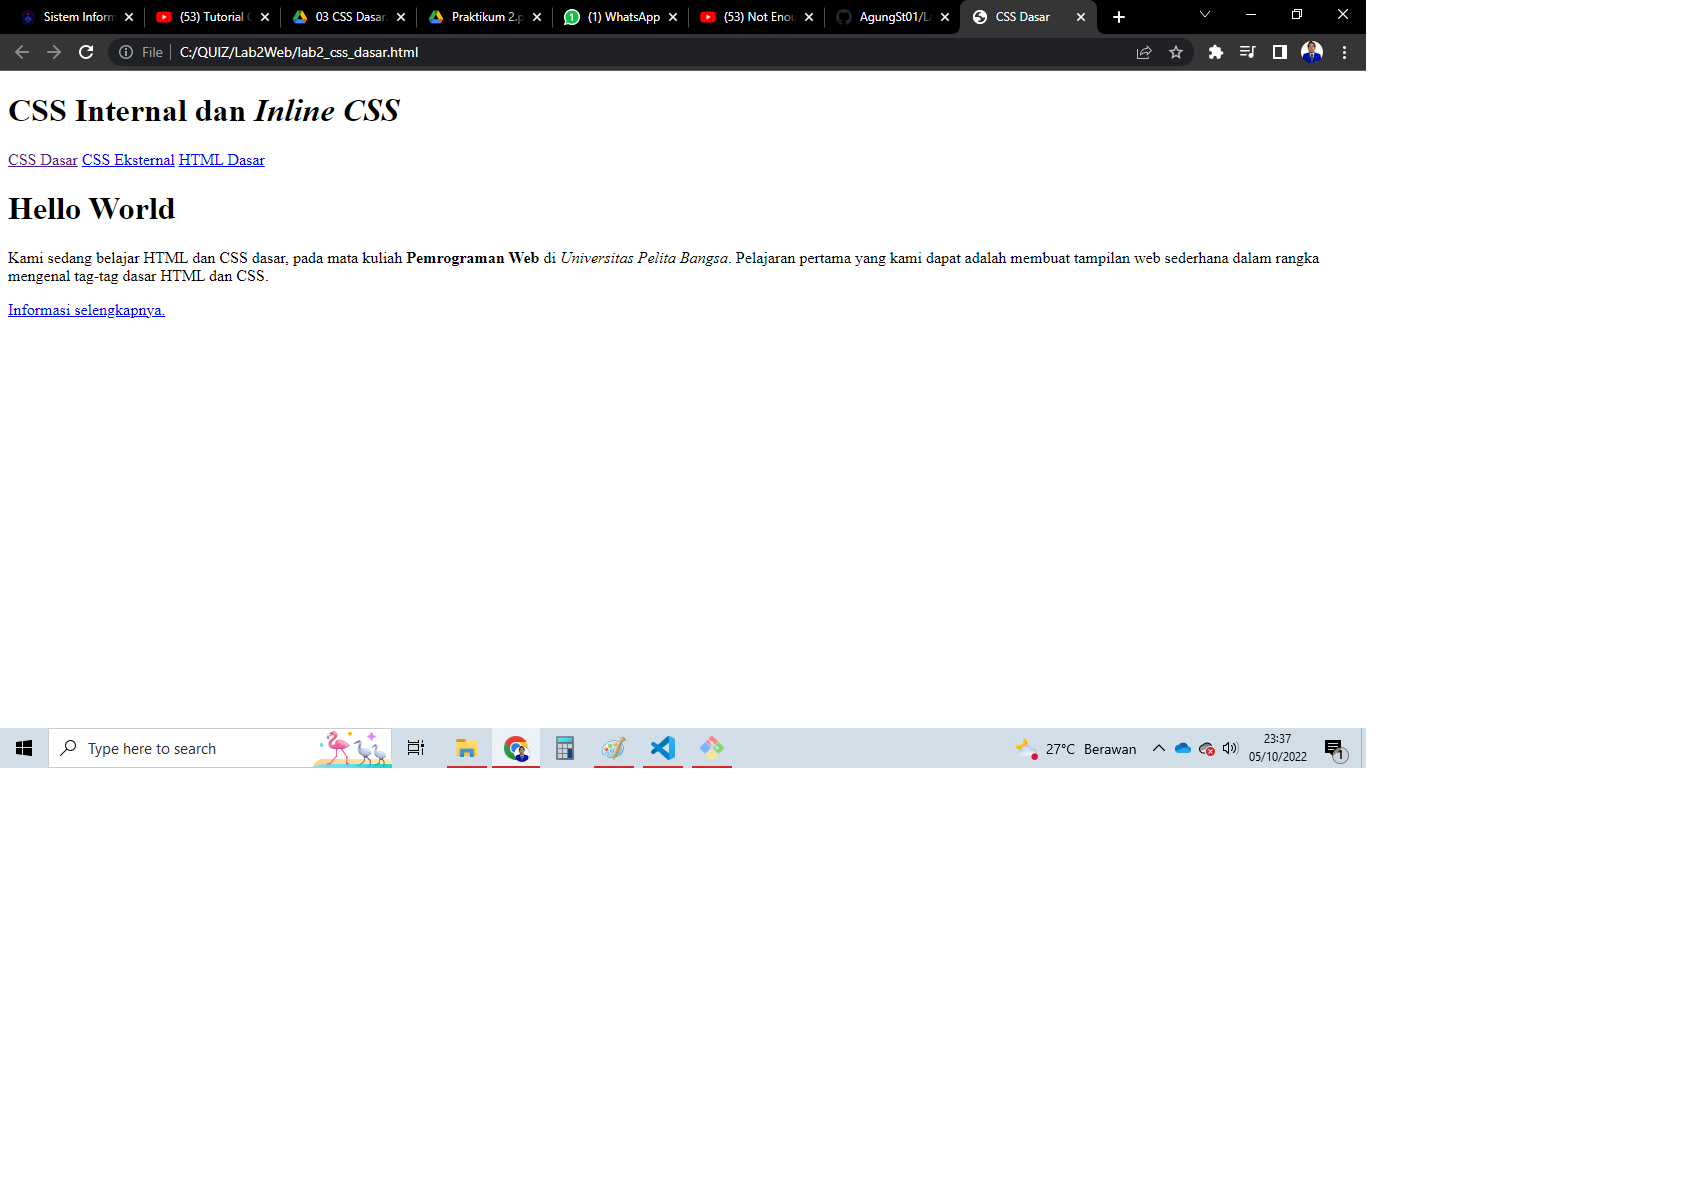 Sistem Inform
(53) Tutorial
03 CSS Dasar.
Praktikum 2.p
(1) WhatsApp
(53) Not Enou
AgungSt01/L
CSS Dasar
File
C:/QUIZ/Lab2Web/lab2_css_dasar.html
CSS Internal dan Inline CSS
CSS Dasar CSS Eksternal HTML Dasar
Hello World
Kami sedang belajar HTML dan CSS dasar, pada mata kuliah Pemrograman Web di Universitas Pelita Bangsa. Pelajaran pertama yang kami dapat adalah membuat tampilan web sederhana dalam rangka
mengenal tag-tag dasar HTML dan CSS.
Informasi selengkapnya.
Type here to search
27°C Berawan
23:37
05/10/2022
1